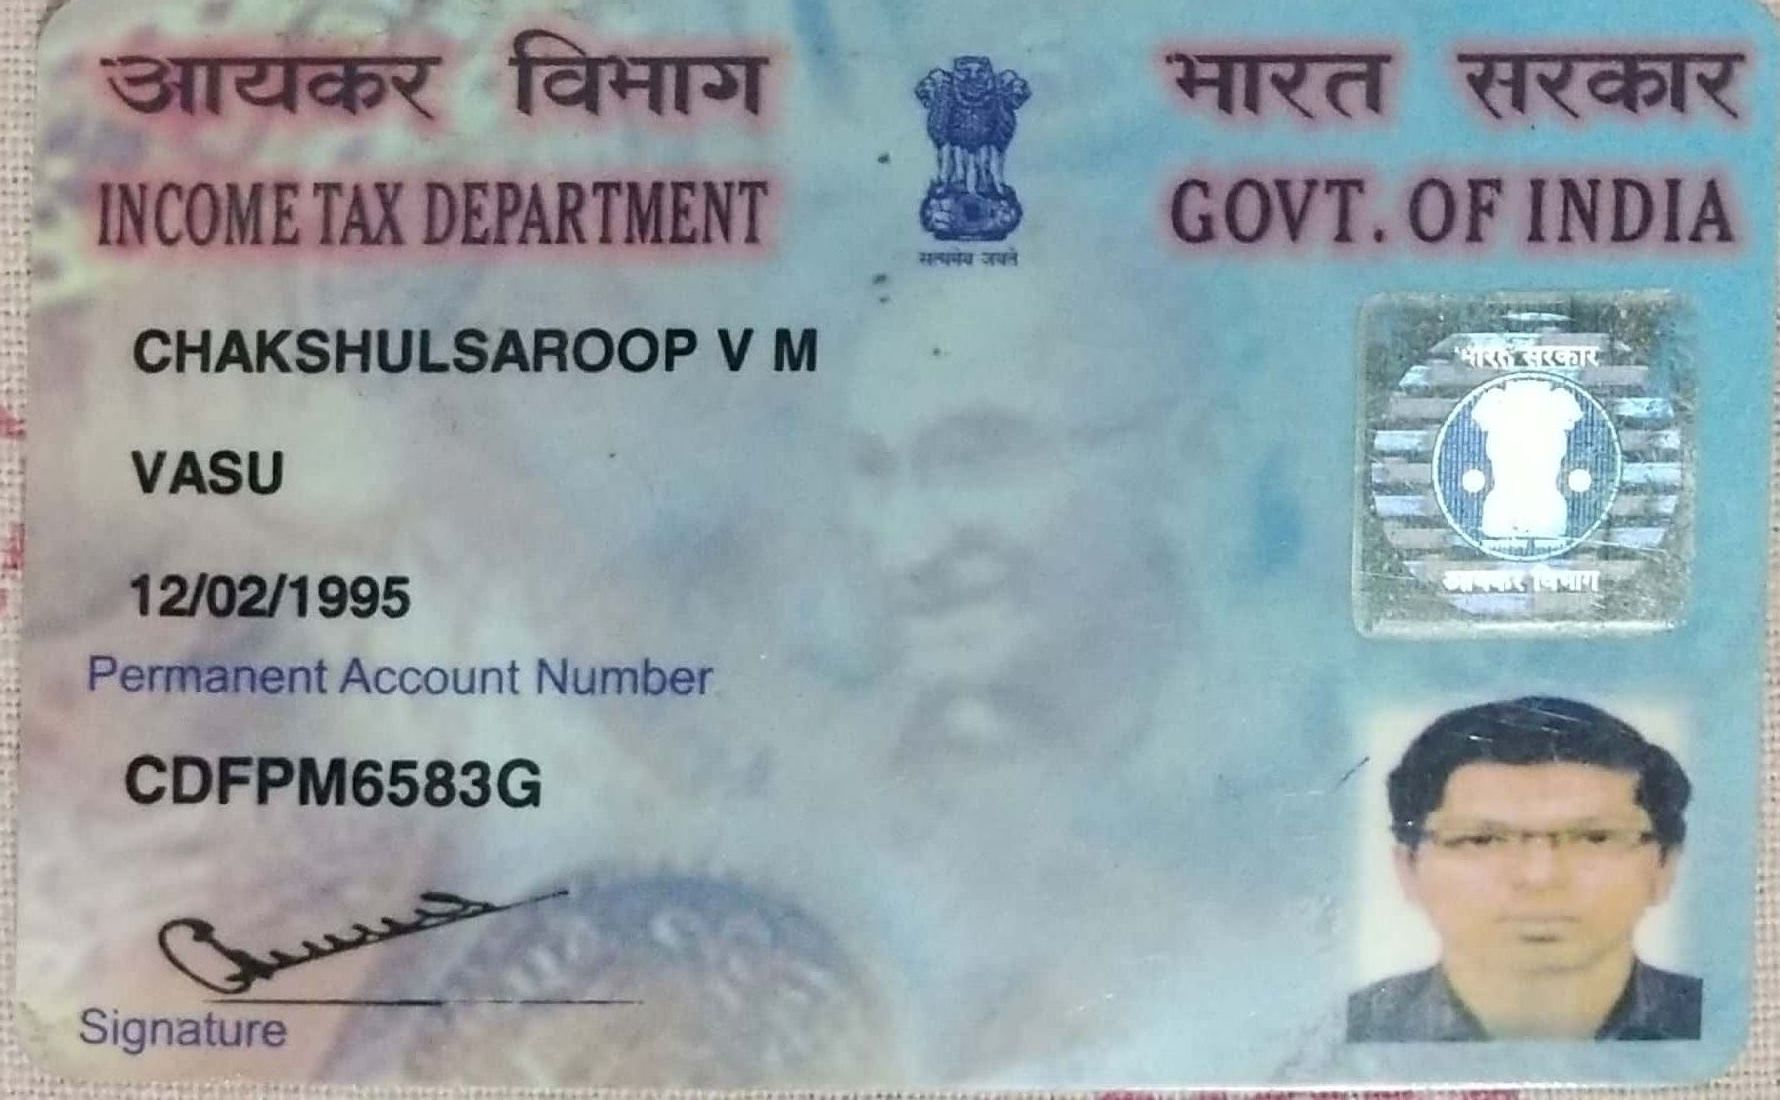 आयकर विभाग
भारत सरकार
INCOME TAX DEPARTMENT
GOVT. OF INDIA
सत्यमेव जयते
CHAKSHULSAROOP V M
भारत सरकार
VASU
आयकर विभाग
12/02/1995
Permanent Account Number
CDFPM6583G
Signature